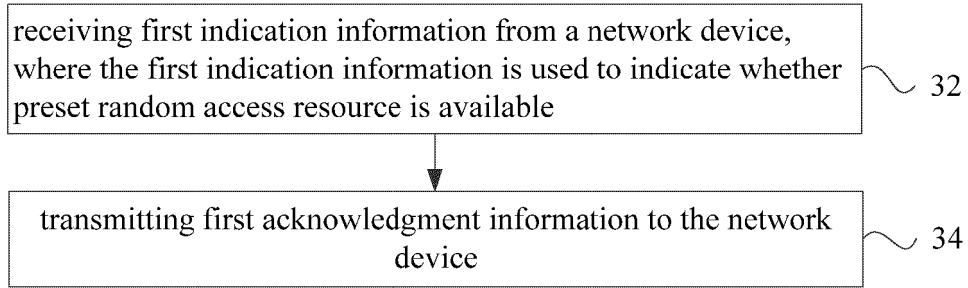 receiving first indication information from a network device,
where the first indication information is used to indicate whether
preset random access resource is available
32
transmitting first acknowledgment information to the network
device
34